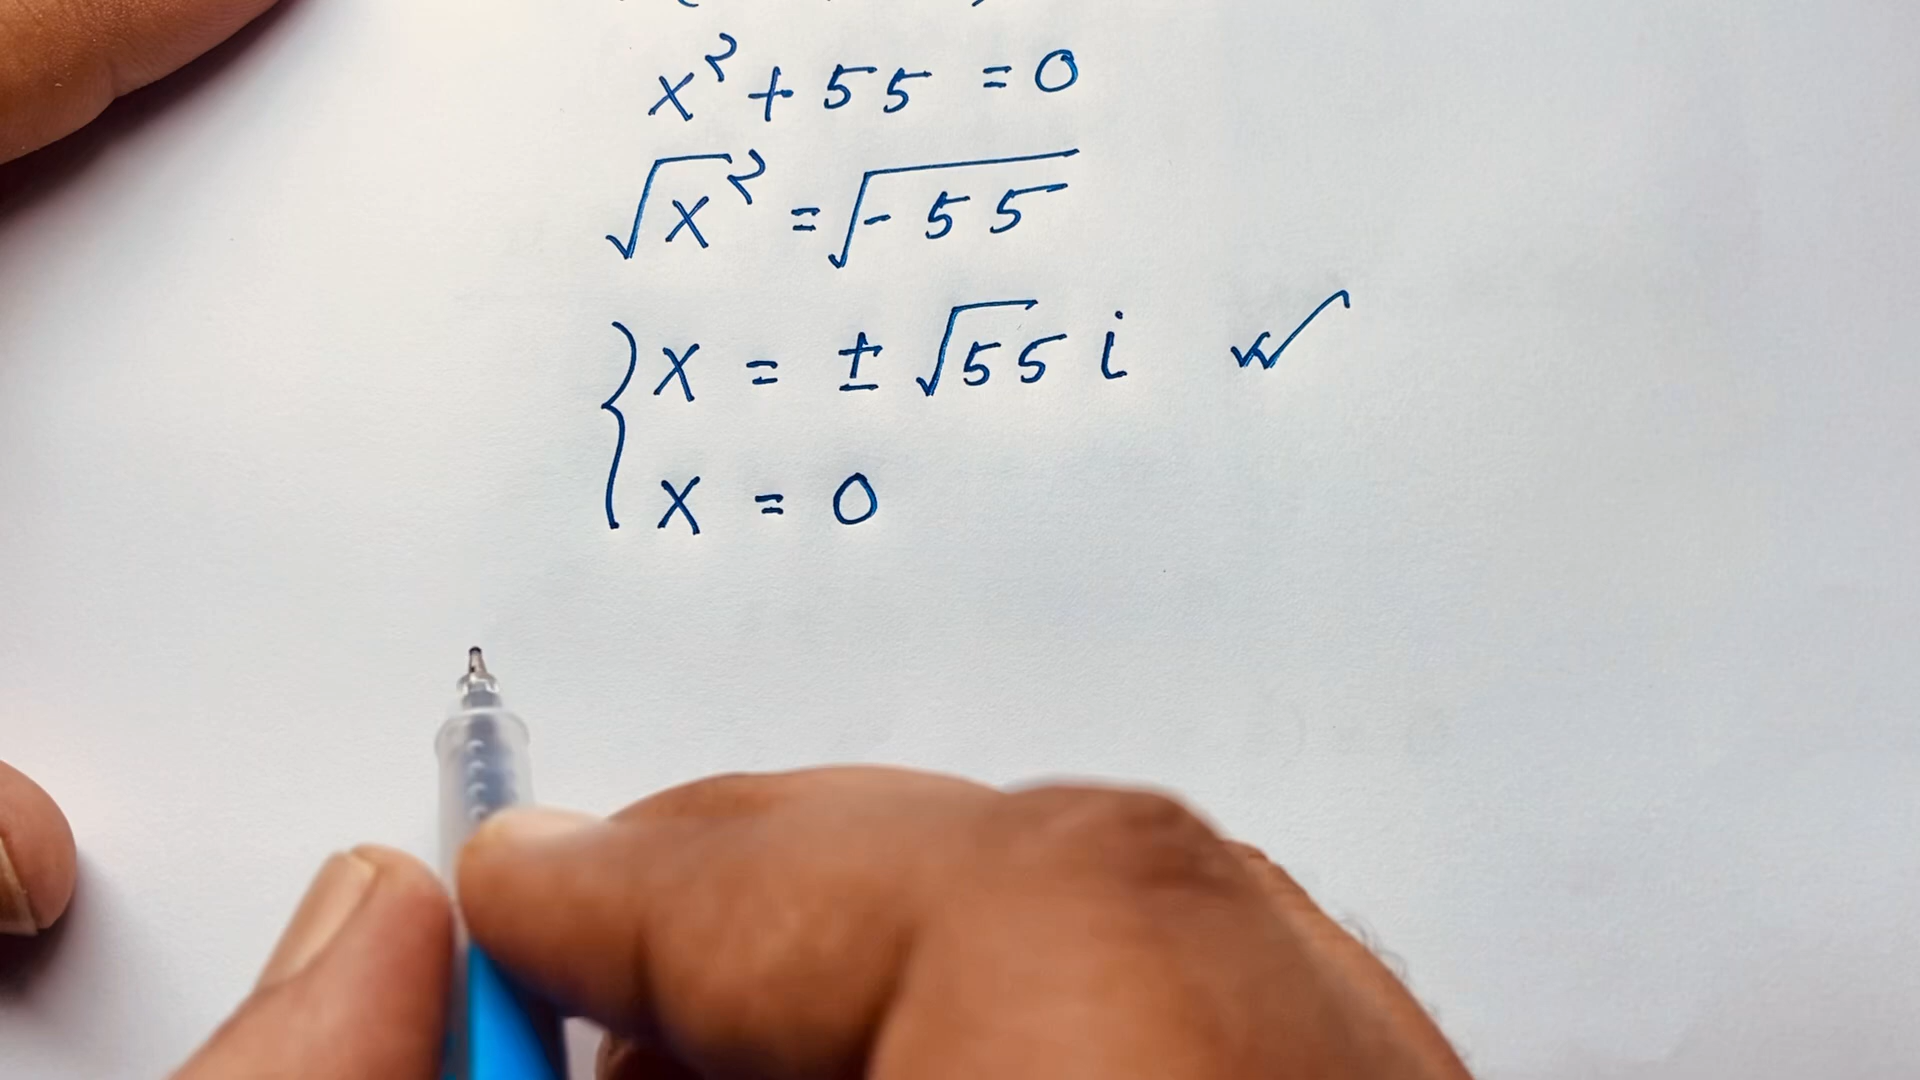 x² + 55 = 0
√x² = √-55
x = ± √55 i ✓
x = 0